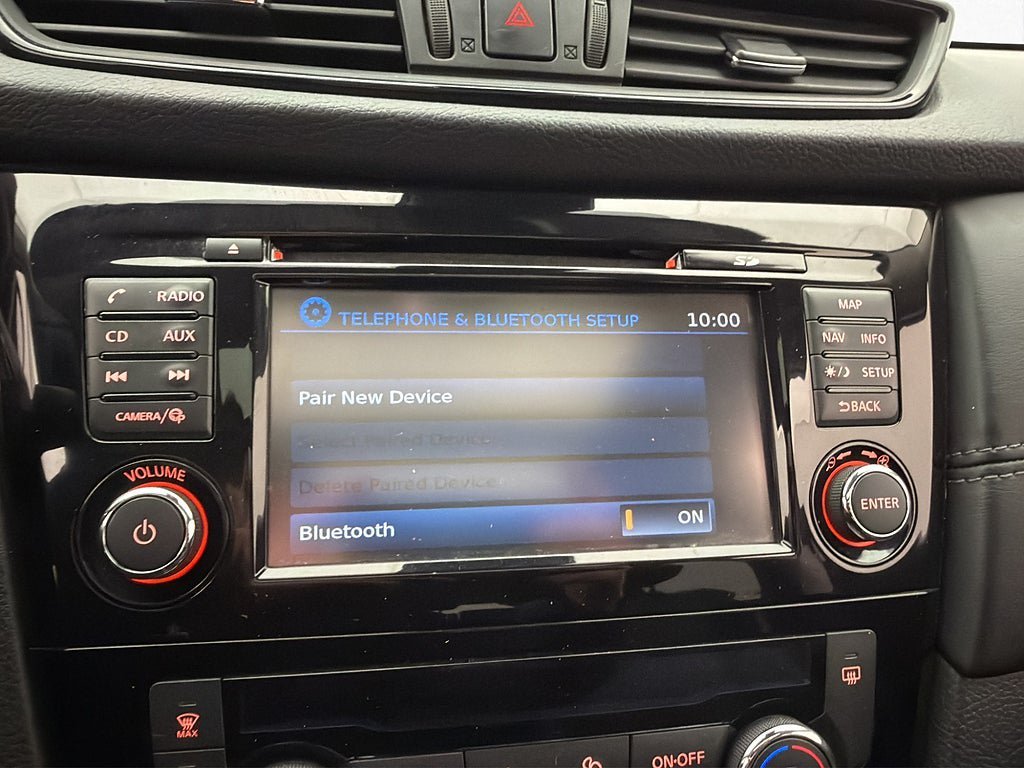 SD
RADIO
CD AUX
CAMERA/
VOLUME
TELEPHONE & BLUETOOTH SETUP 10:00
Pair New Device
Select Paired Device
Delete Paired Device
Bluetooth ON
MAP
NAV INFO
SETUP
BACK
ENTER
MAX
ON·OFF